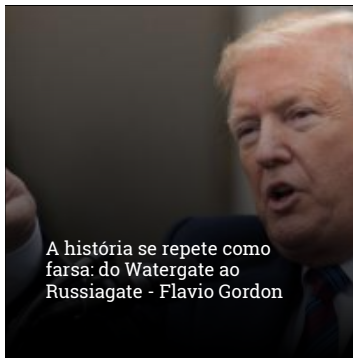 A história se repete como
farsa: do Watergate ao
Russiagate - Flavio Gordon